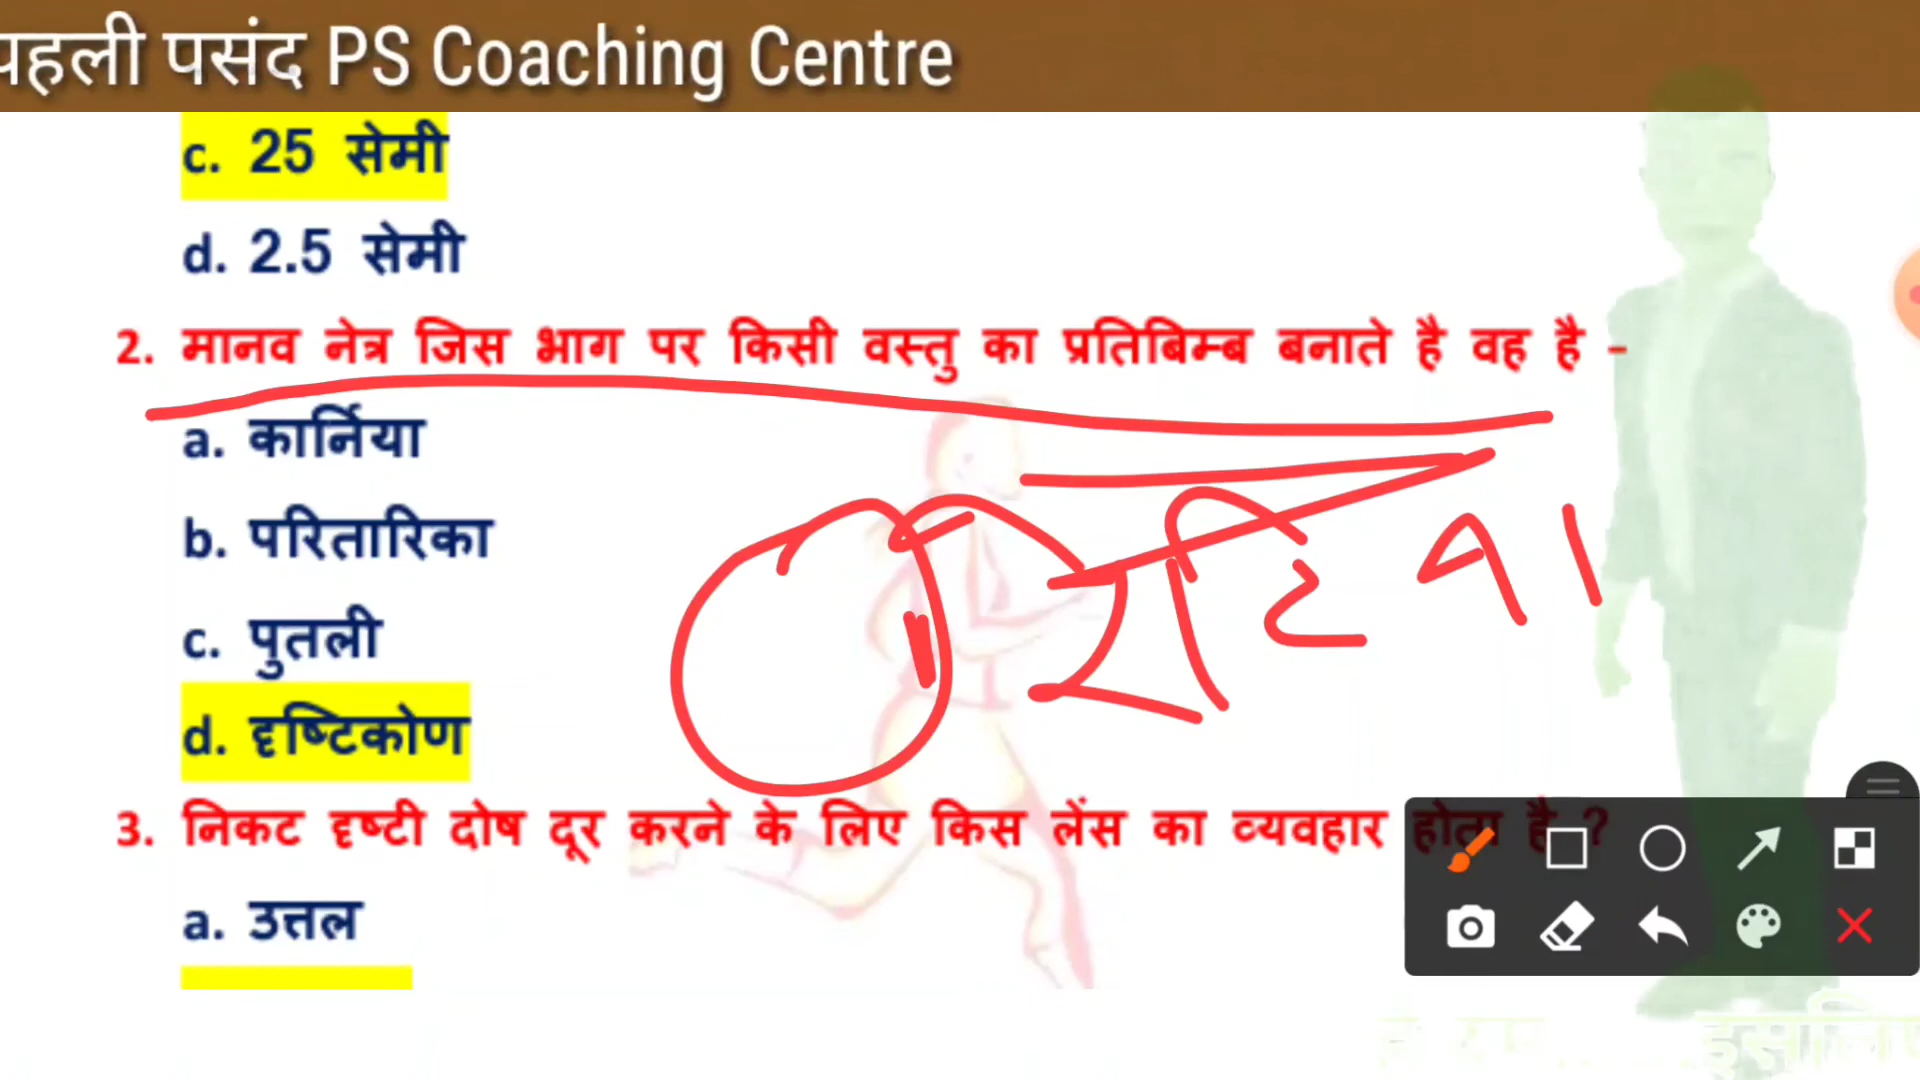 पहली पसंद PS Coaching Centre
c. 25 सेमी
d. 2.5 सेमी
2. मानव नेत्र जिस भाग पर किसी वस्तु का प्रतिबिम्ब बनाते है वह है -
a. कार्निया
b. परितारिका
c. पुतली
d. दृष्टिकोण
3. निकट दृष्टी दोष दूर करने के लिए किस लेंस का व्यवहार होता है ?
a. उत्तल